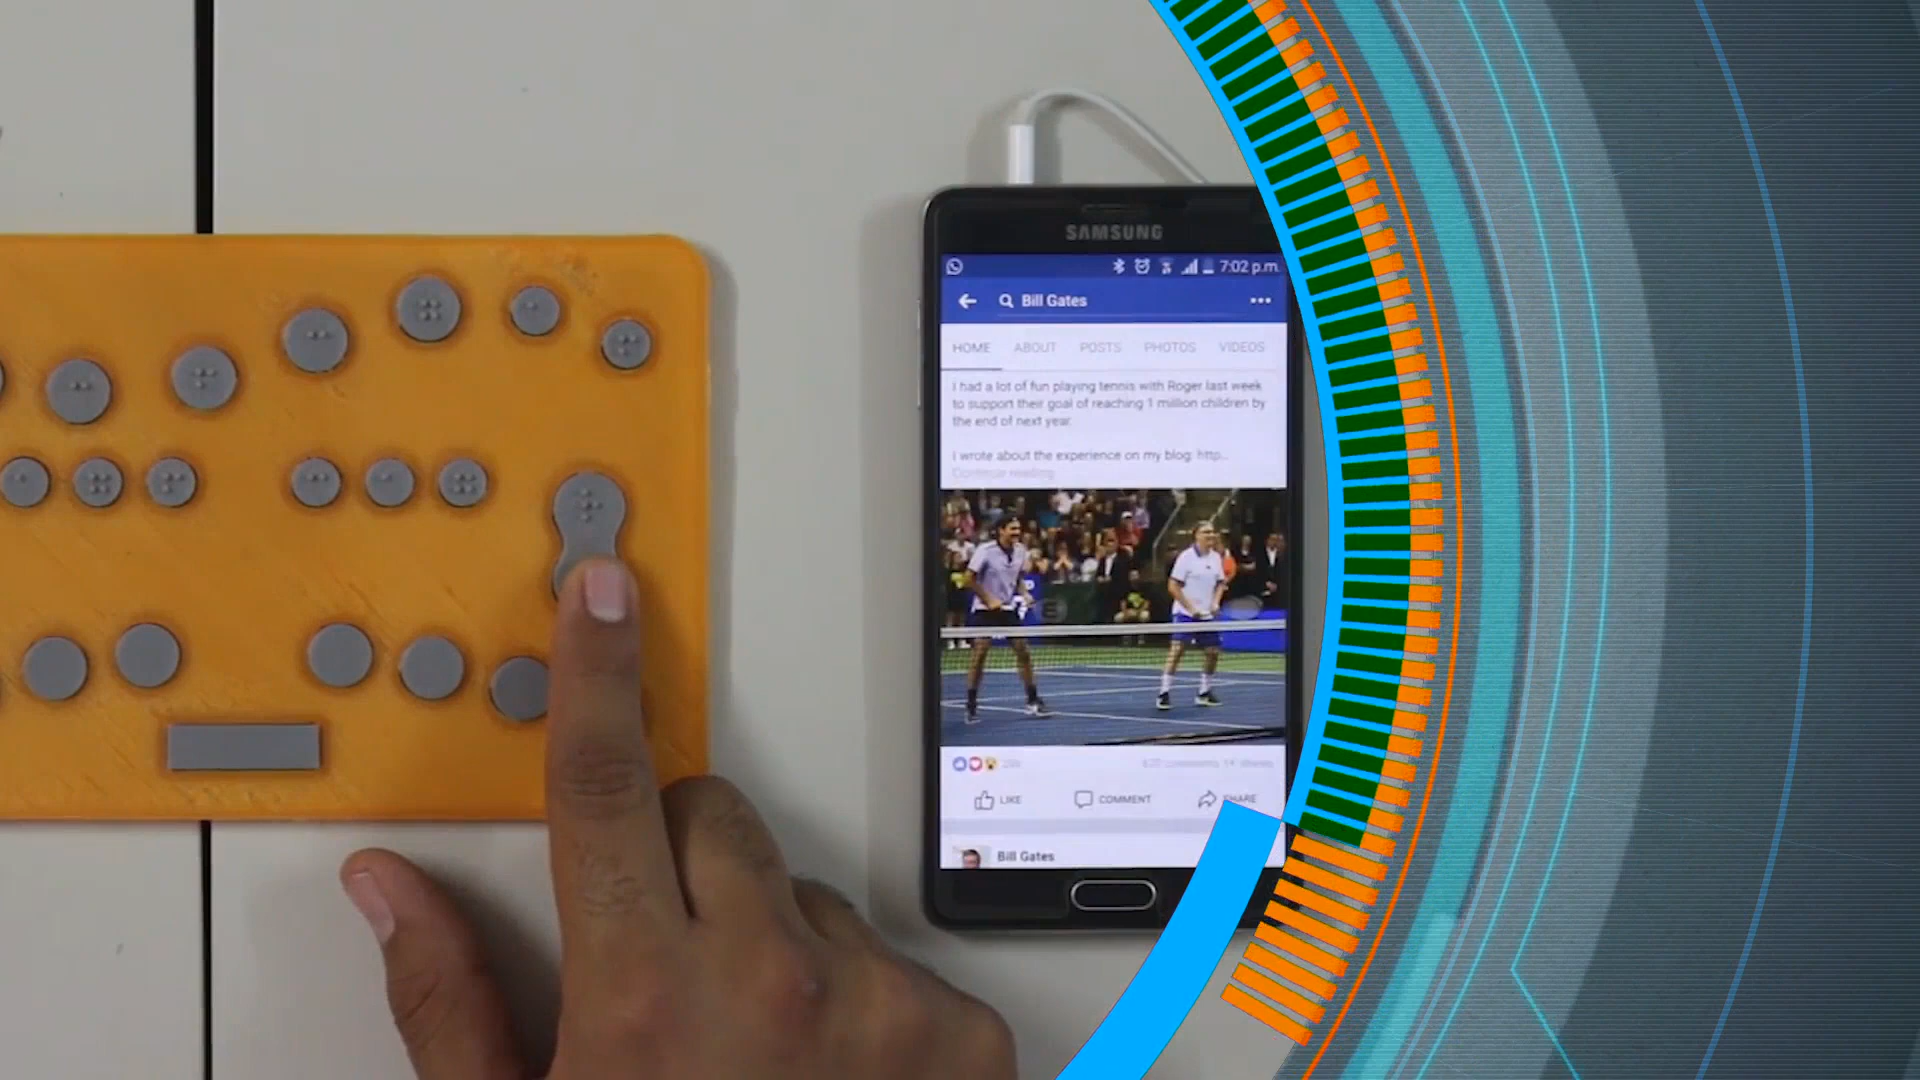 SAMSUNG
7:02 p.m.
Bill Gates
HOME ABOUT POSTS PHOTOS VIDEOS
I had a lot of fun playing tennis with Roger last week
to support their goal of reaching 1 million children by
the end of next year.
I wrote about the experience on my blog: http...
Continue reading
LIKE COMMENT SHARE
Bill Gates